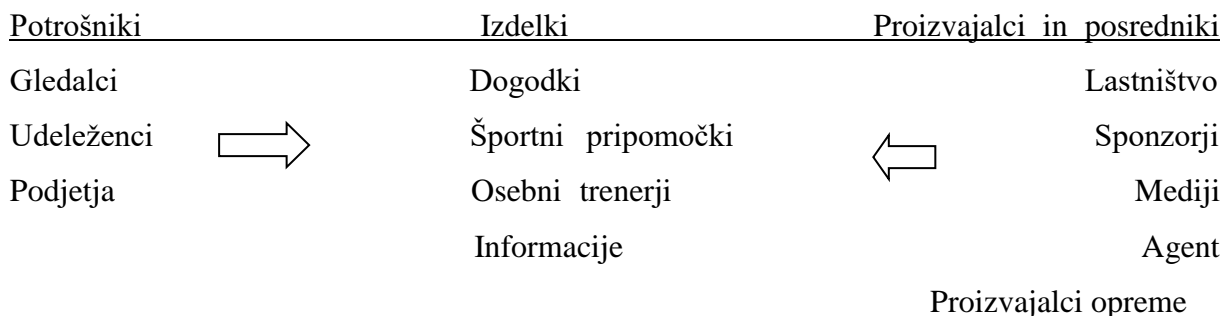 Potrošniki Izdelki Proizvajalci in posredniki
Gledalci Dogodki Lastništvo
Udeleženci Športni pripomočki Sponzorji
Podjetja Osebni trenerji Mediji
Informacije Agent
Proizvajalci opreme